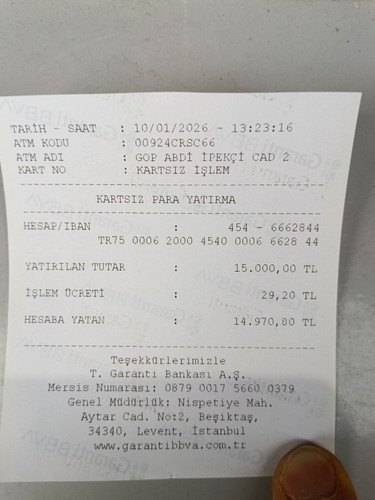 TARİH - SAAT : 10/01/2026 - 13:23:16
ATM KODU : 00924CRSC66
ATM ADI : GOP ABDİ İPEKÇİ CAD 2
KART NO : KARTSIZ İŞLEM
KARTSIZ PARA YATIRMA
HESAP/IBAN : 454 - 6662844
TR75 0006 2000 4540 0006 6628 44
YATIRILAN TUTAR : 15.000,00 TL
İŞLEM ÜCRETİ : 29,20 TL
HESABA YATAN : 14.970,80 TL
Teşekkürlerimizle
T. Garanti Bankası A.Ş.
Mersis Numarası: 0879 0017 5660 0379
Genel Müdürlük: Nispetiye Mah.
Aytar Cad. No:2, Beşiktaş,
34340, Levent, İstanbul
www.garantibbva.com.tr